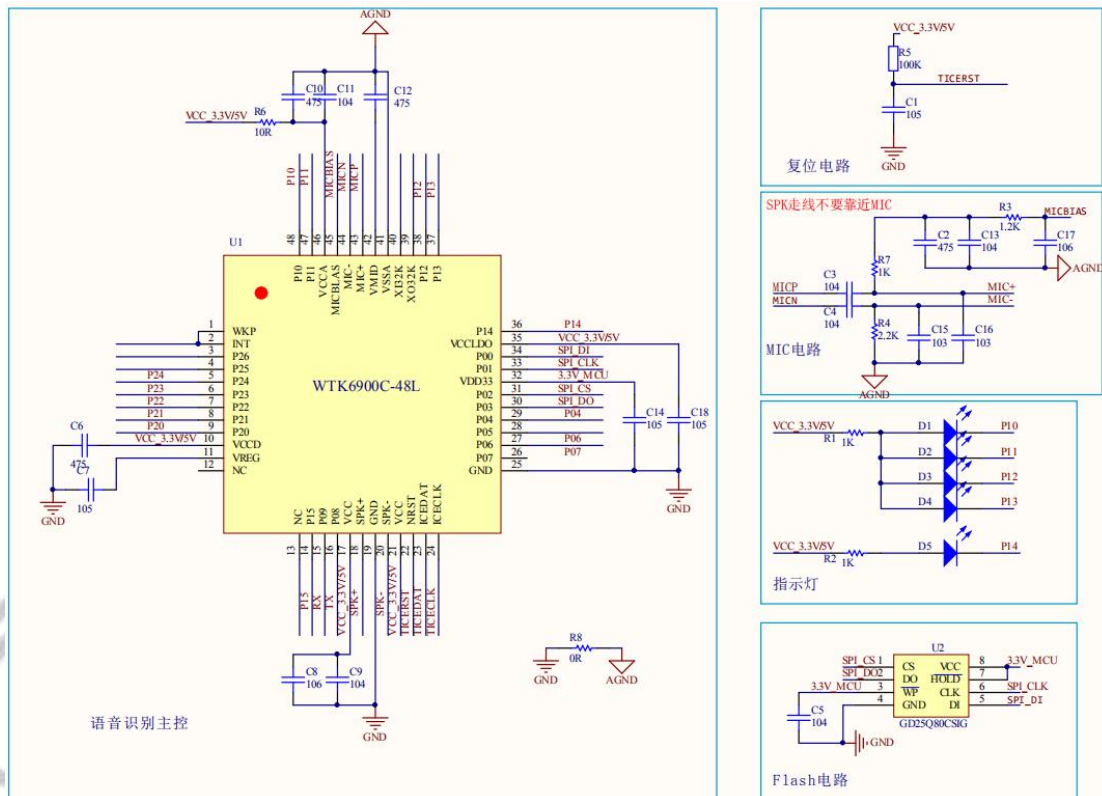 AGND
C10
475
C11
104
C12
475
VCC_3.3V/5V
R6
10R
P10
P11
MICBIAS
MICN
MICP
P12
P13
48
47
46
45
44
43
42
41
40
39
38
37
U1
P10
P11
VCCA
MICBLAS
MIC-
MIC+
VMID
VSSA
XI32K
XO32K
P12
P13
1 WKP
2 INT
3 P26
4 P25
P24 5 P24
P23 6 P23
P22 7 P22
P21 8 P21
P20 9 P20
VCC_3.3V/5V 10 VCCD
11 VREG
12 NC
C6
475
C7
105
GND
WTK6900C-48L
P14 36 P14
VCCLDO 35 VCC_3.3V/5V
P00 34 SPI_DI
P01 33 SPI_CLK
VDD33 32 3.3V_MCU
P02 31 SPI_CS
P03 30 SPI_DO
P04 29 P04
P05 28
P06 27 P06
P07 26 P07
GND 25
C14
105
C18
105
GND
NC
P15
P09
P08
VCC
SPK+
GND
SPK-
VCC
NRST
ICEDAT
ICECLK
13
14
15
16
17
18
19
20
21
22
23
24
P15
RX
TX
VCC_3.3V/5V
SPK+
SPK-
VCC_3.3V/5V
TICERST
TICEDAT
TICECLK
C8
106
C9
104
GND
R8
0R
GND
AGND
语音识别主控
VCC_3.3V/5V
R5
100K
TICERST
C1
105
GND
复位电路
SPK走线不要靠近MIC
R3
1.2K
MICBIAS
C2
475
C13
104
C17
106
AGND
R7
1K
MICP
C3
104
MIC+
MICN
C4
104
MIC-
R4
2.2K
C15
103
C16
103
MIC电路
AGND
VCC_3.3V/5V
R1
1K
D1
P10
D2
P11
D3
P12
D4
P13
VCC_3.3V/5V
R2
1K
D5
P14
指示灯
U2
SPI_CS 1 CS VCC 8 3.3V_MCU
SPI_DO 2 DO HOLD 7
3.3V_MCU 3 WP CLK 6 SPI_CLK
4 GND DI 5 SPI_DI
C5
104
GD25Q80CSIG
GND
Flash电路